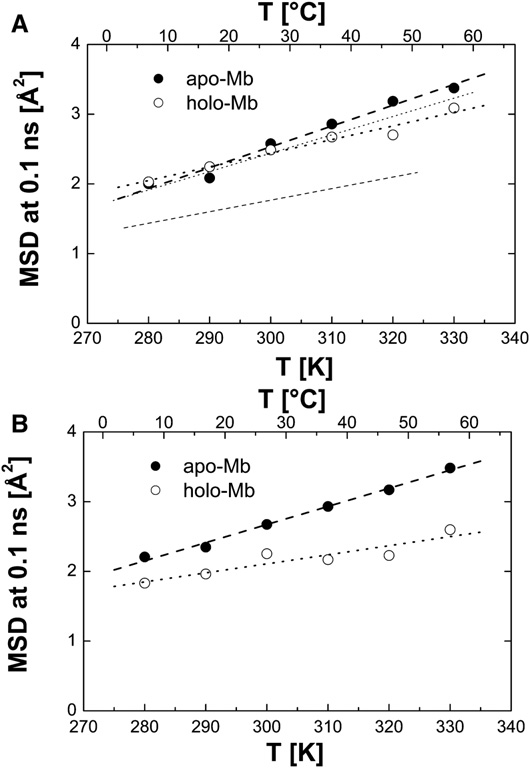 A
T [°C]
0 10 20 30 40 50 60
4
3
2
1
0
MSD at 0.1 ns [Å²]
apo-Mb
holo-Mb
270 280 290 300 310 320 330 340
T [K]
B
T [°C]
0 10 20 30 40 50 60
4
3
2
1
0
MSD at 0.1 ns [Å²]
apo-Mb
holo-Mb
270 280 290 300 310 320 330 340
T [K]